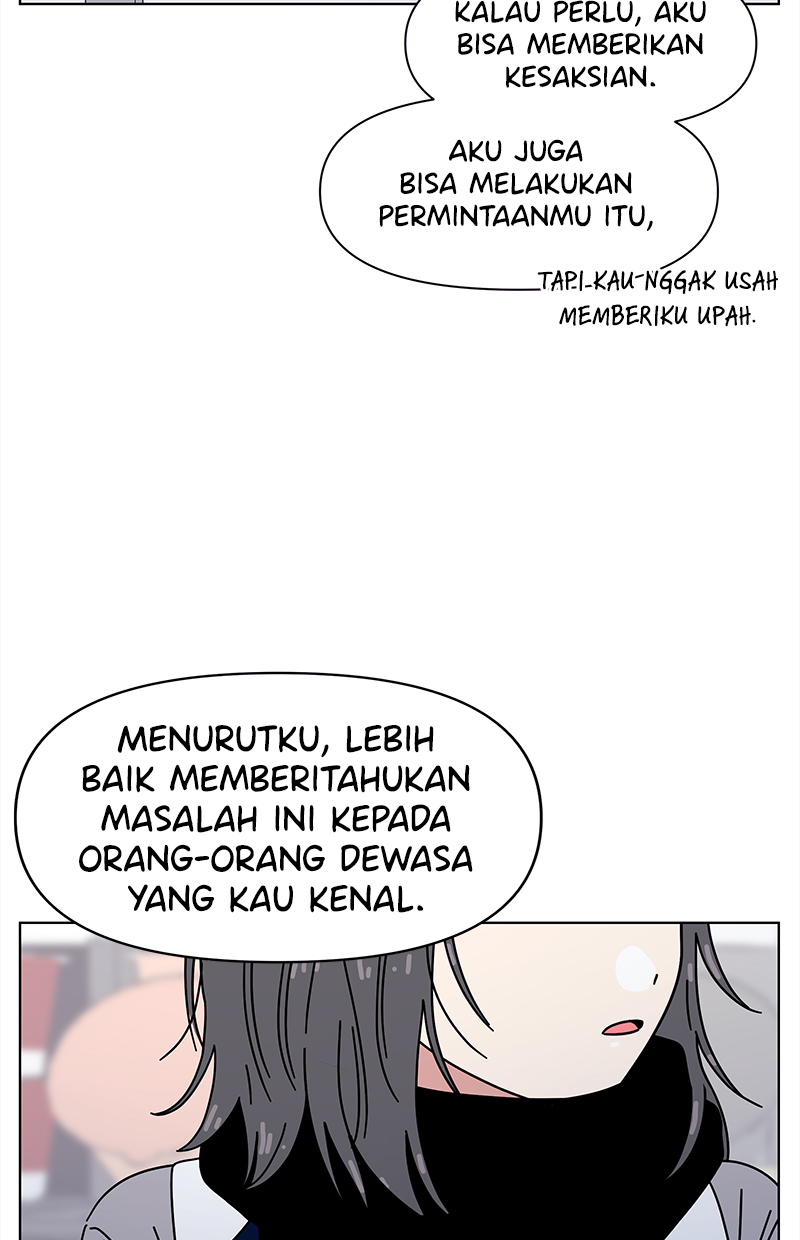 KALAU PERLU, AKU
BISA MEMBERIKAN
KESAKSIAN.
AKU JUGA
BISA MELAKUKAN
PERMINTAANMU ITU,
TAPI KAU NGGAK USAH
MEMBERIKU UPAH.
MENURUTKU, LEBIH
BAIK MEMBERITAHUKAN
MASALAH INI KEPADA
ORANG-ORANG DEWASA
YANG KAU KENAL.